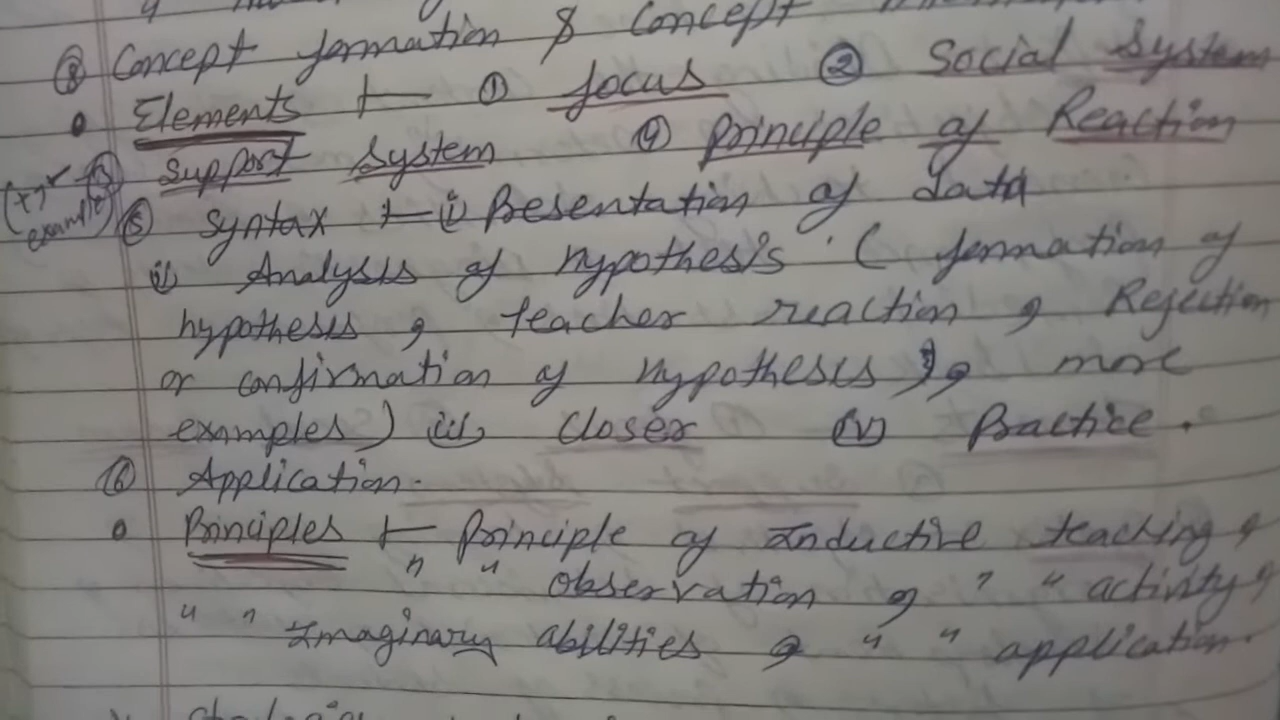 ⑧ Concept formation & Concept
• Elements ⊢ ① focus ② Social System
③ Support System ④ Principle of Reaction
(+) ✓ example ⑤ Syntax ⊢ (i) Presentation of data
ii) Analysis of hypothesis . ( formation of
hypothesis , teacher reaction , Rejection
or confirmation of hypotheses ) , more
examples) (iii) Closer (iv) Practice .
⑥ Application .
• Principles ⊢ Principle of Inductive teaching ,
" " Observation , " " activity ,
" " Imaginary abilities , " " application .